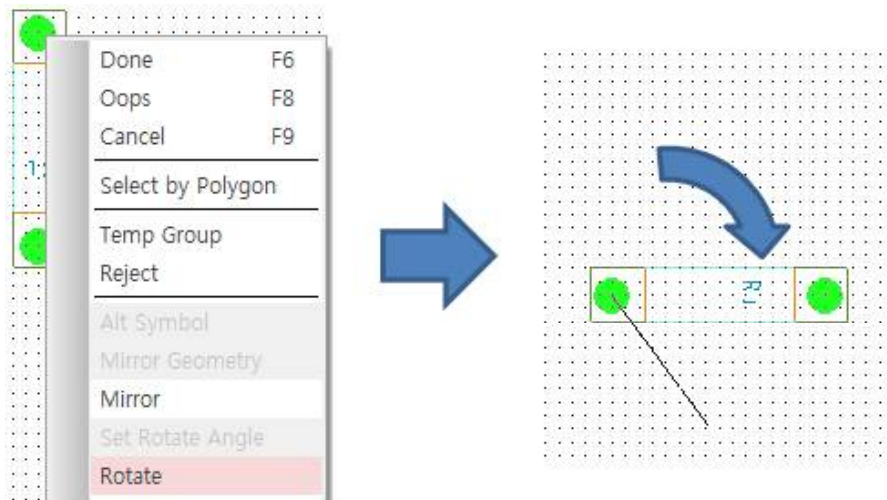 Done F6
Oops F8
Cancel F9
Select by Polygon
Temp Group
Reject
Alt Symbol
Mirror Geometry
Mirror
Set Rotate Angle
Rotate